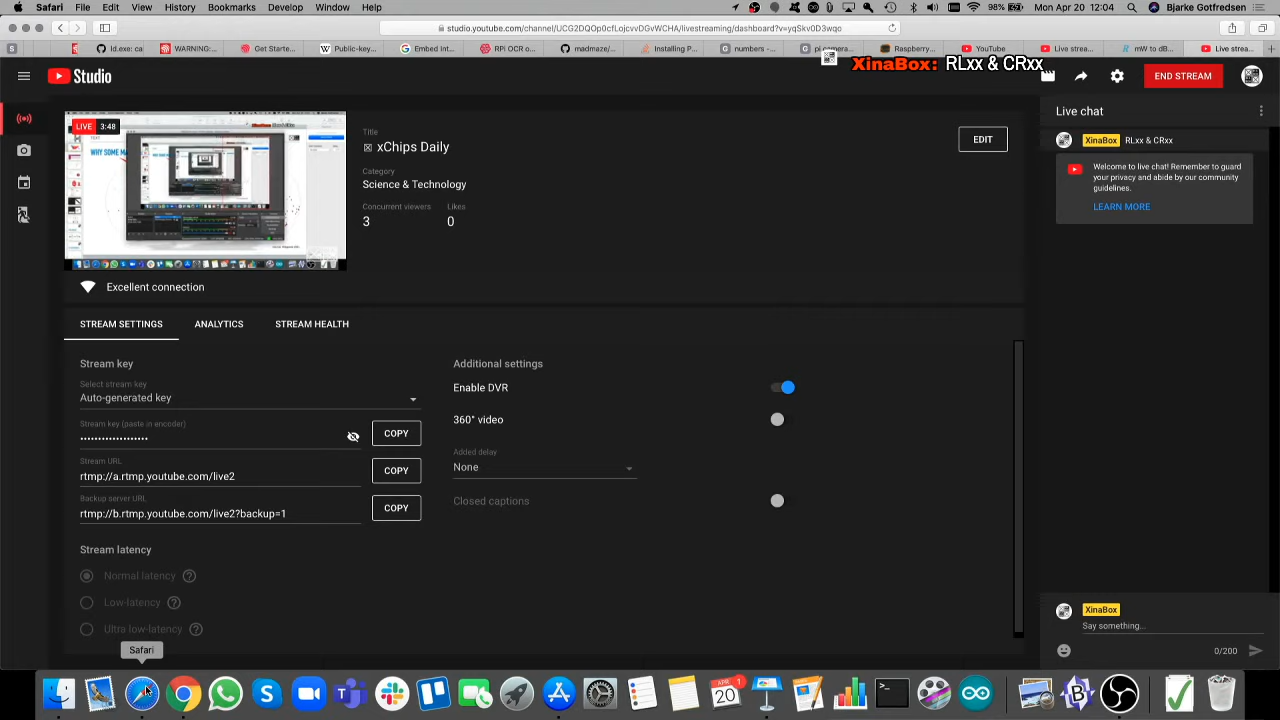 Safari File Edit View History Bookmarks Develop Window Help 98% Mon Apr 20 12:04 Bjarke Gotfredsen
studio.youtube.com/channel/UCG2DQOp0cfLojcvvDGvWCHA/livestreaming/dashboard?v=yqSkv0D3wqo
S Id.exe: ca WARNING: Get Starte... Public-key... Embed Int... RPi OCR o... madmaze/... Installing P... numbers -... pi camera... Raspberry... YouTube Live strea... mW to dB... Live strea...
XinaBox: RLxx & CRxx
Studio
END STREAM
LIVE 3:48
Title
xChips Daily
EDIT
Category
Science & Technology
Concurrent viewers Likes
3 0
Excellent connection
STREAM SETTINGS ANALYTICS STREAM HEALTH
Stream key
Select stream key
Auto-generated key
Stream key (paste in encoder)
•••••••••••••••••••
COPY
Stream URL
rtmp://a.rtmp.youtube.com/live2
COPY
Backup server URL
rtmp://b.rtmp.youtube.com/live2?backup=1
COPY
Stream latency
Normal latency
Low-latency
Ultra low-latency
Additional settings
Enable DVR
360° video
Added delay
None
Closed captions
Live chat
XinaBox RLxx & CRxx
Welcome to live chat! Remember to guard
your privacy and abide by our community
guidelines.
LEARN MORE
XinaBox
Say something...
0/200
Safari
APR
20